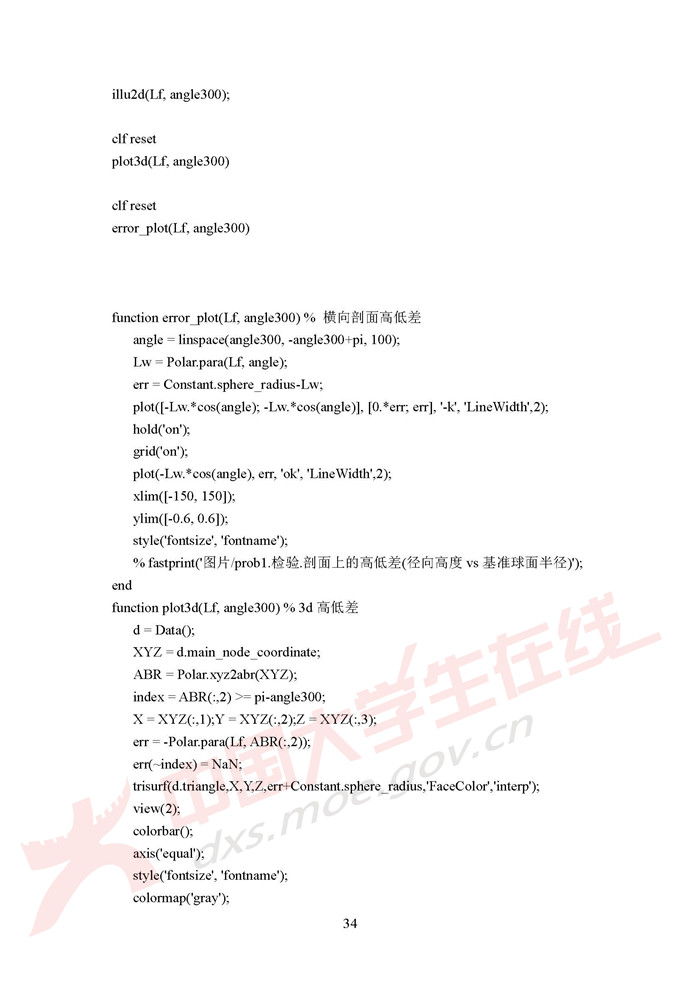 illu2d(Lf, angle300);
clf reset
plot3d(Lf, angle300)
clf reset
error_plot(Lf, angle300)
function error_plot(Lf, angle300) % 横向剖面高低差
angle = linspace(angle300, -angle300+pi, 100);
Lw = Polar.para(Lf, angle);
err = Constant.sphere_radius-Lw;
plot([-Lw.*cos(angle); -Lw.*cos(angle)], [0.*err; err], '-k', 'LineWidth',2);
hold('on');
grid('on');
plot(-Lw.*cos(angle), err, 'ok', 'LineWidth',2);
xlim([-150, 150]);
ylim([-0.6, 0.6]);
style('fontsize', 'fontname');
% fastprint('图片/prob1.检验.剖面上的高低差(径向高度 vs 基准球面半径)');
end
function plot3d(Lf, angle300) % 3d 高低差
d = Data();
XYZ = d.main_node_coordinate;
ABR = Polar.xyz2abr(XYZ);
index = ABR(:,2) >= pi-angle300;
X = XYZ(:,1);Y = XYZ(:,2);Z = XYZ(:,3);
err = -Polar.para(Lf, ABR(:,2));
err(~index) = NaN;
trisurf(d.triangle,X,Y,Z,err+Constant.sphere_radius,'FaceColor','interp');
view(2);
colorbar();
axis('equal');
style('fontsize', 'fontname');
colormap('gray');
34
中国大学生在线
dxs.moe.gov.cn